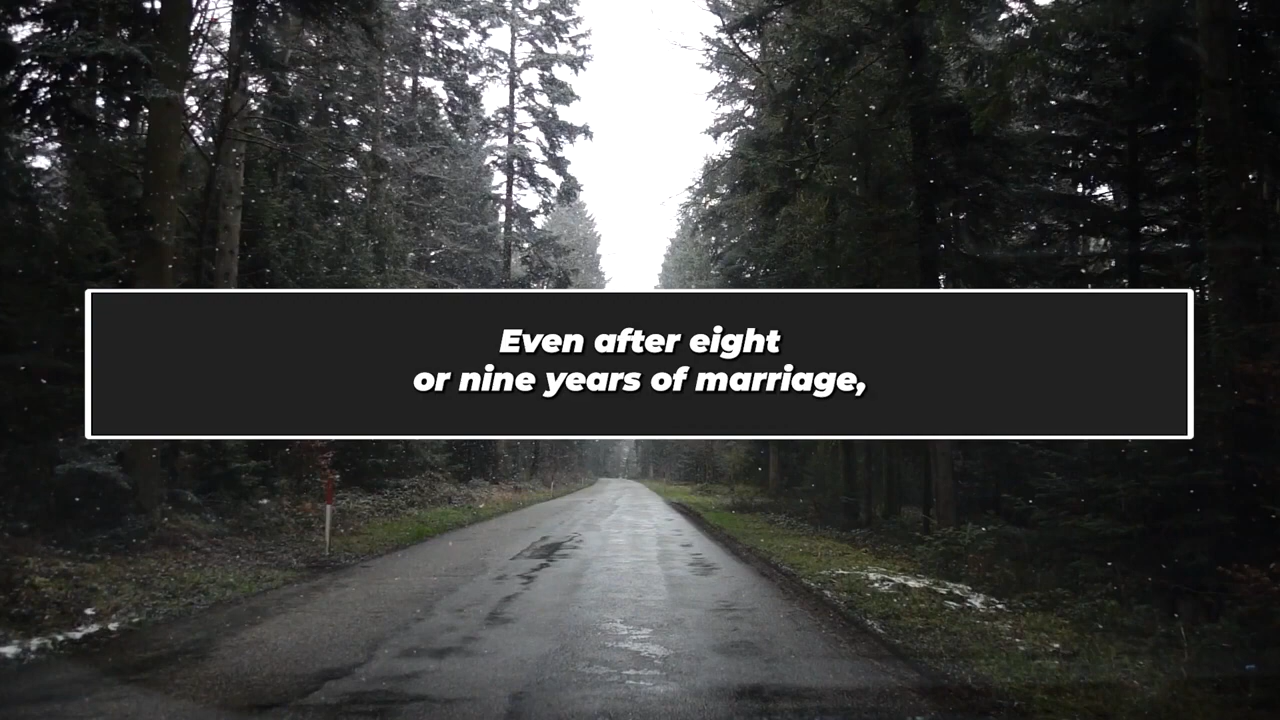 Even after eight
or nine years of marriage,